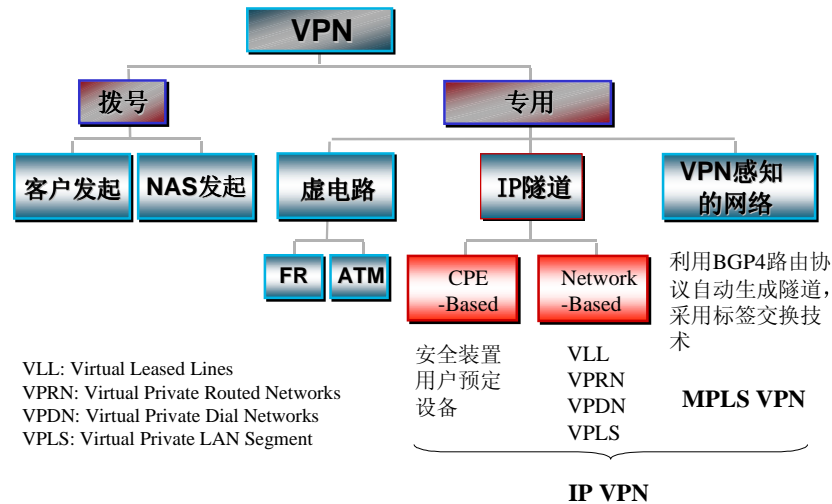 VPN
拨号
专用
客户发起
NAS发起
虚电路
IP隧道
VPN感知
的网络
FR
ATM
CPE
-Based
Network
-Based
利用BGP4路由协
议自动生成隧道，
采用标签交换技
术
安全装置
用户预定
设备
VLL
VPRN
VPDN
VPLS
MPLS VPN
VLL: Virtual Leased Lines
VPRN: Virtual Private Routed Networks
VPDN: Virtual Private Dial Networks
VPLS: Virtual Private LAN Segment
IP VPN